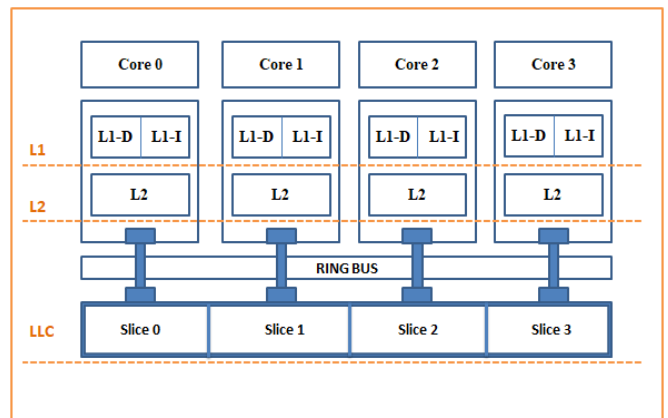 Core 0 Core 1 Core 2 Core 3
L1 L1-D L1-I L1-D L1-I L1-D L1-I L1-D L1-I
L2 L2 L2 L2 L2
RING BUS
LLC Slice 0 Slice 1 Slice 2 Slice 3